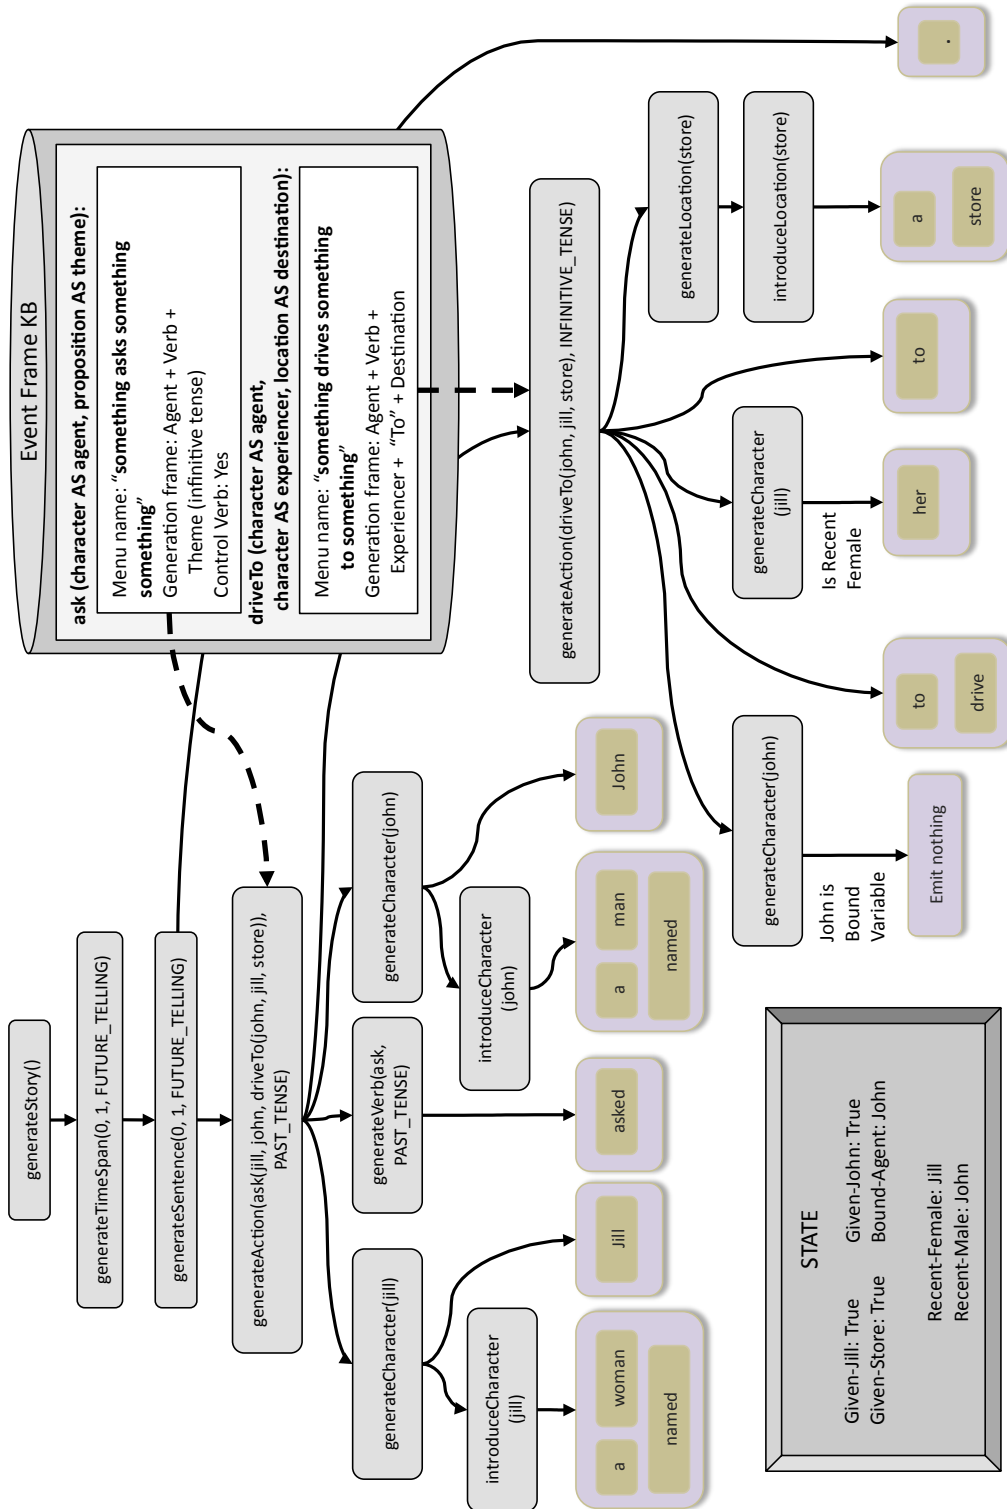 generateStory()
generateTimeSpan(0, 1, FUTURE_TELLING)
generateSentence(0, 1, FUTURE_TELLING)
generateAction(ask(jill, john, driveTo(john, jill, store)),
PAST_TENSE)
Event Frame KB
ask (character AS agent, proposition AS theme):
Menu name: “something asks something
something”
Generation frame: Agent + Verb +
Theme (infinitive tense)
Control Verb: Yes
driveTo (character AS agent,
character AS experiencer, location AS destination):
Menu name: “something drives something
to something”
Generation frame: Agent + Verb +
Experiencer + “To” + Destination
generateCharacter(jill)
generateVerb(ask,
PAST_TENSE)
generateCharacter(john)
introduceCharacter
(jill)
introduceCharacter
(john)
a
woman
named
Jill
asked
a
man
named
John
generateAction(driveTo(john, jill, store), INFINITIVE_TENSE)
generateCharacter(john)
John is
Bound
Variable
Emit nothing
to
drive
generateCharacter
(jill)
Is Recent
Female
her
to
generateLocation(store)
introduceLocation(store)
a
store
.
STATE
Given-Jill: True
Given-John: True
Given-Store: True
Bound-Agent: John
Recent-Female: Jill
Recent-Male: John